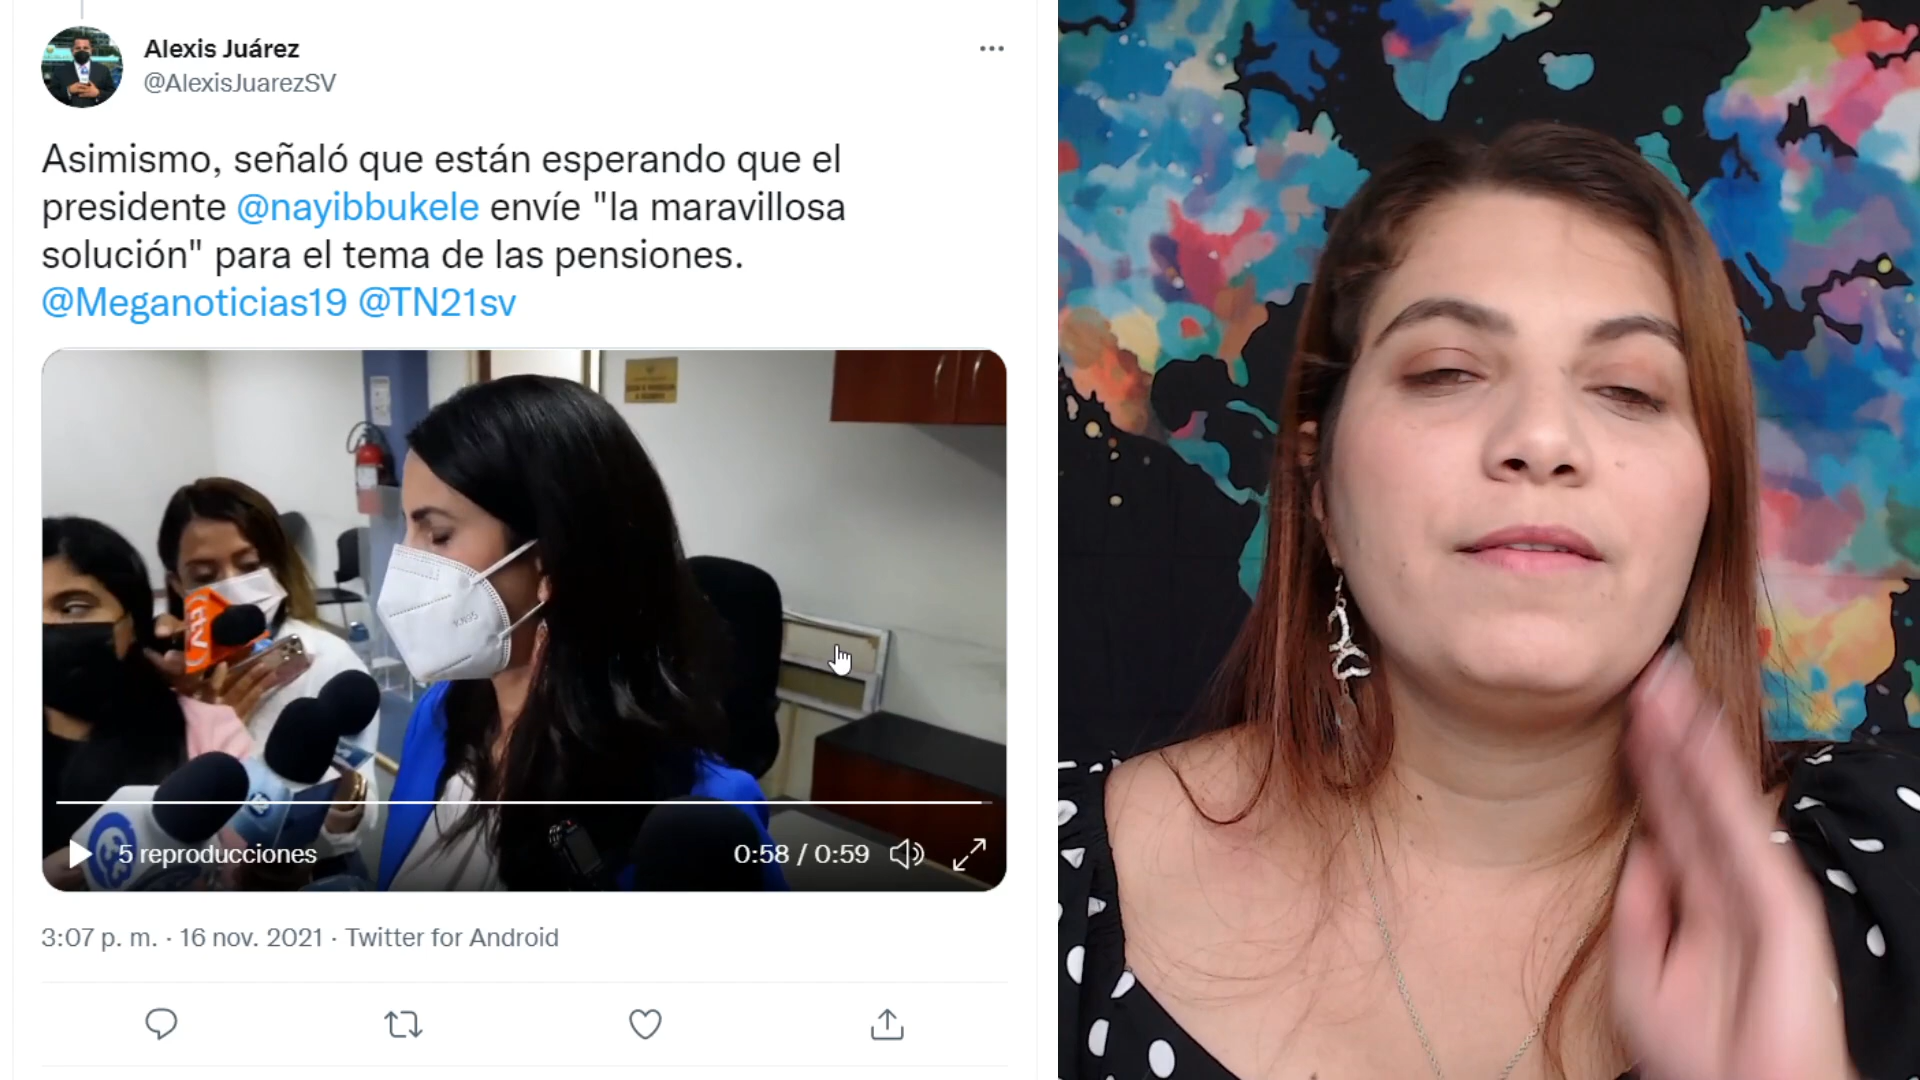 Alexis Juárez
@AlexisJuarezSV
Asimismo, señaló que están esperando que el
presidente @nayibbukele envíe "la maravillosa
solución" para el tema de las pensiones.
@Meganoticias19 @TN21sv
tvx
5 reproducciones
0:58 / 0:59
3:07 p. m. · 16 nov. 2021 · Twitter for Android